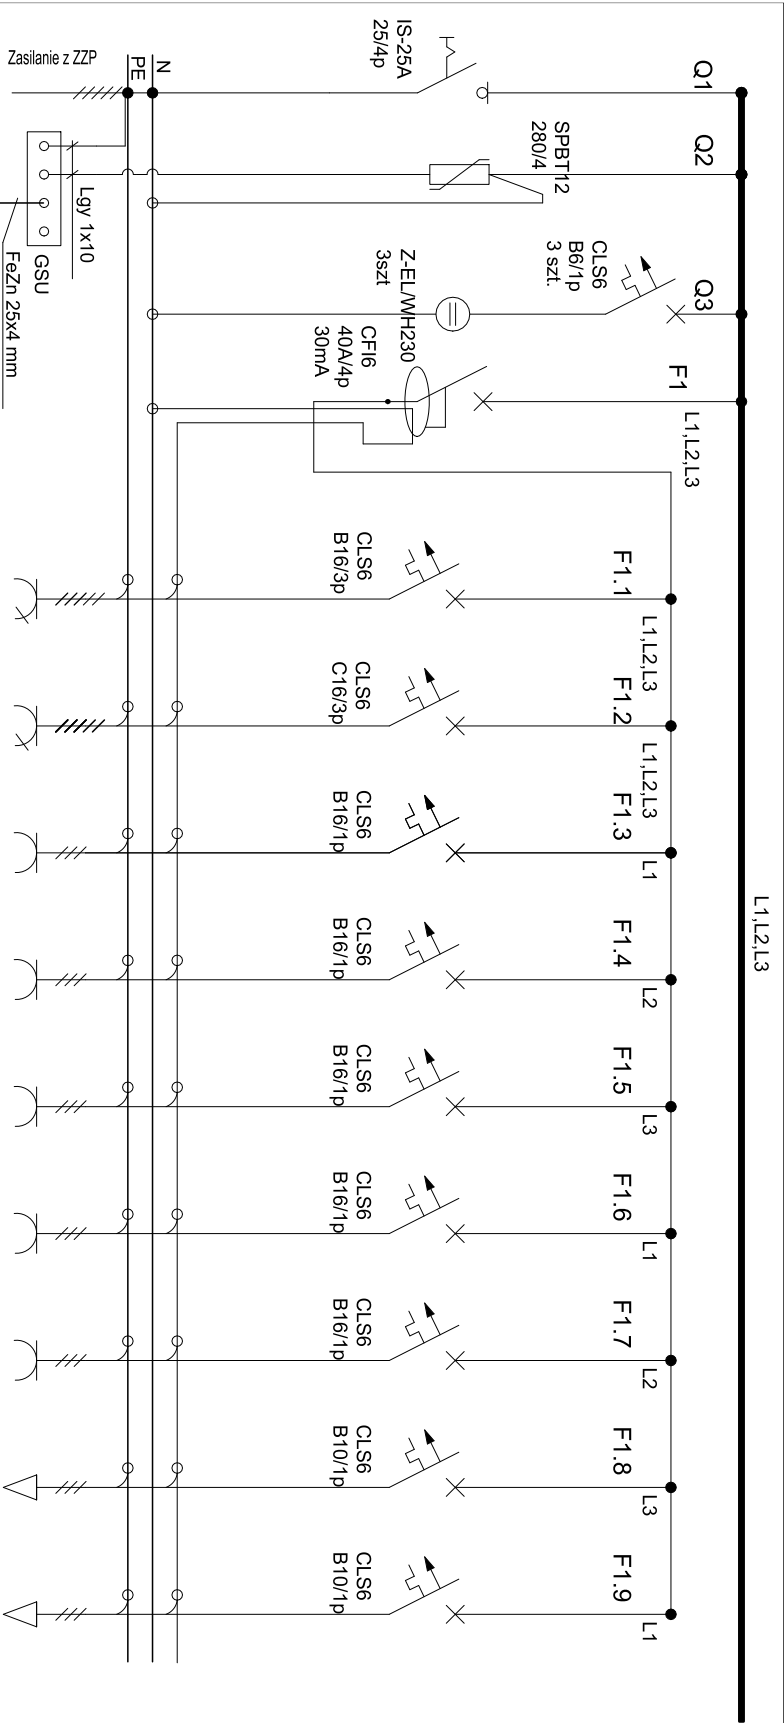 L1,L2,L3
Q1
Q2
Q3
F1
L1,L2,L3
F1.1
L1,L2,L3
F1.2
L1,L2,L3
F1.3
L1
F1.4
L2
F1.5
L3
F1.6
L1
F1.7
L2
F1.8
L3
F1.9
L1
IS-25A
25/4p
SPBT12
280/4
CLS6
B6/1p
3 szt.
Z-EL/WH230
3szt
CFI6
40A/4p
30mA
CLS6
B16/3p
CLS6
C16/3p
CLS6
B16/1p
CLS6
B16/1p
CLS6
B16/1p
CLS6
B16/1p
CLS6
B16/1p
CLS6
B10/1p
CLS6
B10/1p
N
PE
Zasilanie z ZZP
Lgy 1x10
GSU
FeZn 25x4 mm